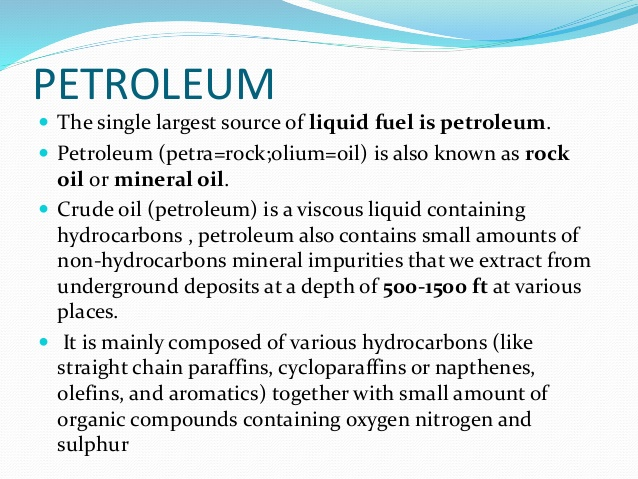 PETROLEUM
The single largest source of liquid fuel is petroleum.
Petroleum (petra=rock;olium=oil) is also known as rock
oil or mineral oil.
Crude oil (petroleum) is a viscous liquid containing
hydrocarbons , petroleum also contains small amounts of
non-hydrocarbons mineral impurities that we extract from
underground deposits at a depth of 500-1500 ft at various
places.
It is mainly composed of various hydrocarbons (like
straight chain paraffins, cycloparaffins or napthenes,
olefins, and aromatics) together with small amount of
organic compounds containing oxygen nitrogen and
sulphur